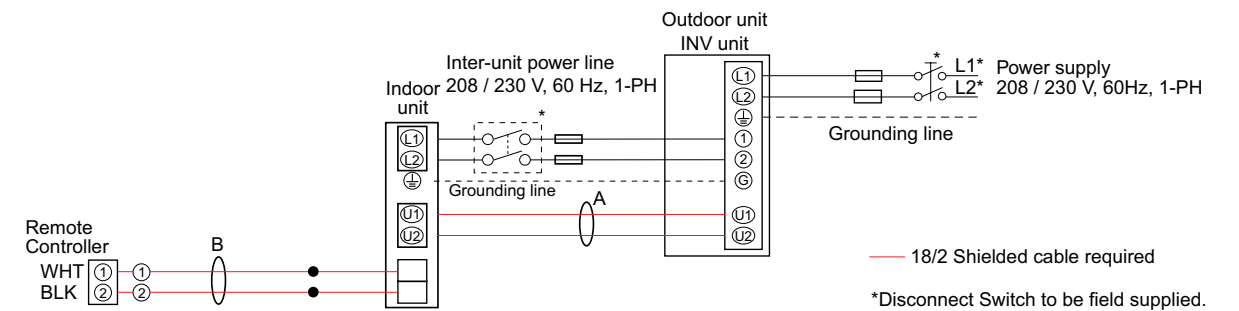 Outdoor unit
INV unit
Inter-unit power line
208 / 230 V, 60 Hz, 1-PH
Indoor
unit
*
L1
L2
L1
L2
1
2
G
U1
U2
U1
U2
*
L1*
L2*
Power supply
208 / 230 V, 60Hz, 1-PH
Grounding line
Grounding line
A
Remote
Controller
WHT 1 1
BLK 2 2
B
18/2 Shielded cable required
*Disconnect Switch to be field supplied.